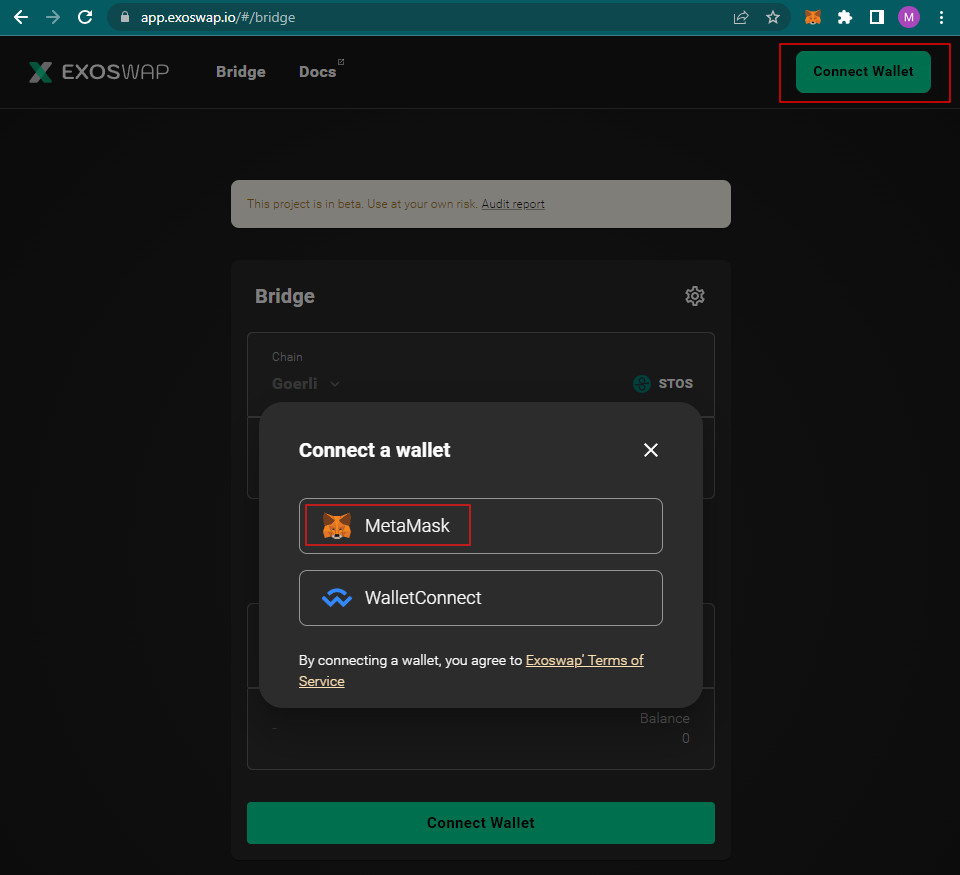 app.exoswap.io/#/bridge
M
EXOSWAP
Bridge
Docs
Connect Wallet
This project is in beta. Use at your own risk. Audit report
Bridge
Chain
Goerli
STOS
Connect a wallet
MetaMask
WalletConnect
By connecting a wallet, you agree to Exoswap' Terms of
Service
Balance
-
0
Connect Wallet